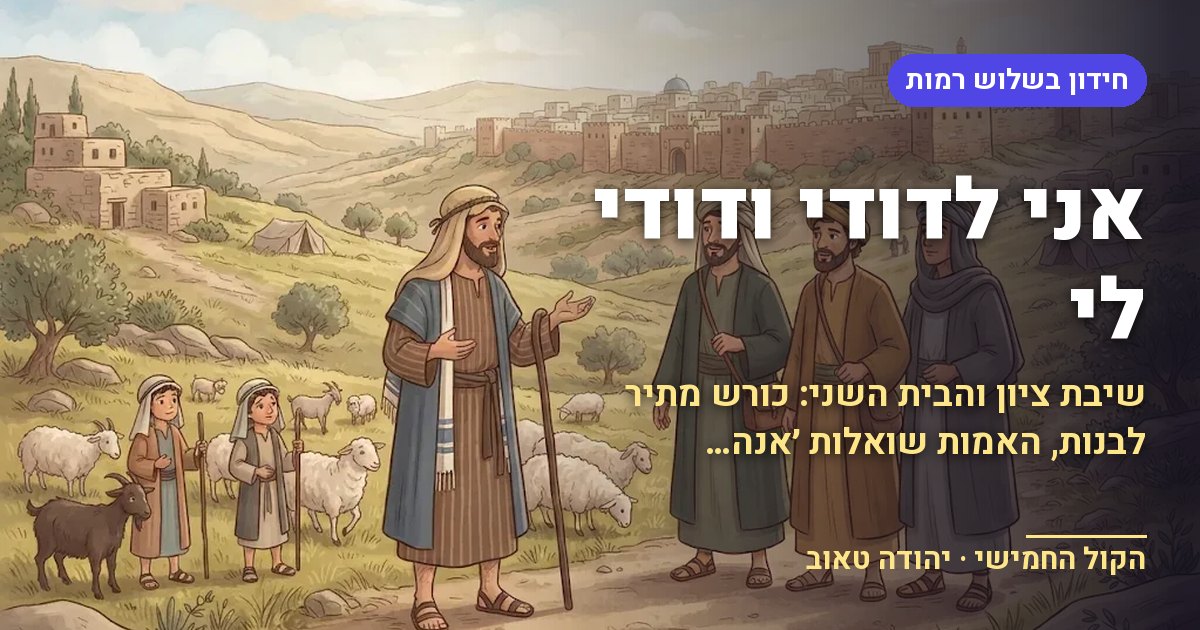 חידון בשלוש רמות
אני לדודי ודודי
לי
שיבת ציון והבית השני: כורש מתיר
לבנות, האמות שואלות ׳אנה...
הקול החמישי · יהודה טאוב